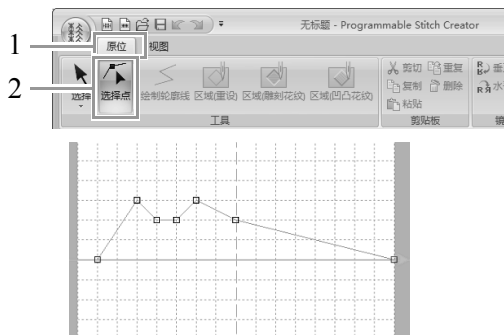 无标题 - Programmable Stitch Creator
1
原位 视图
2
选择 选择点 绘制轮廓线 区域(重设) 区域(雕刻花纹) 区域(凹凸花纹)
剪切 重复
复制 删除
粘贴
垂
水
工具 剪贴板 镜